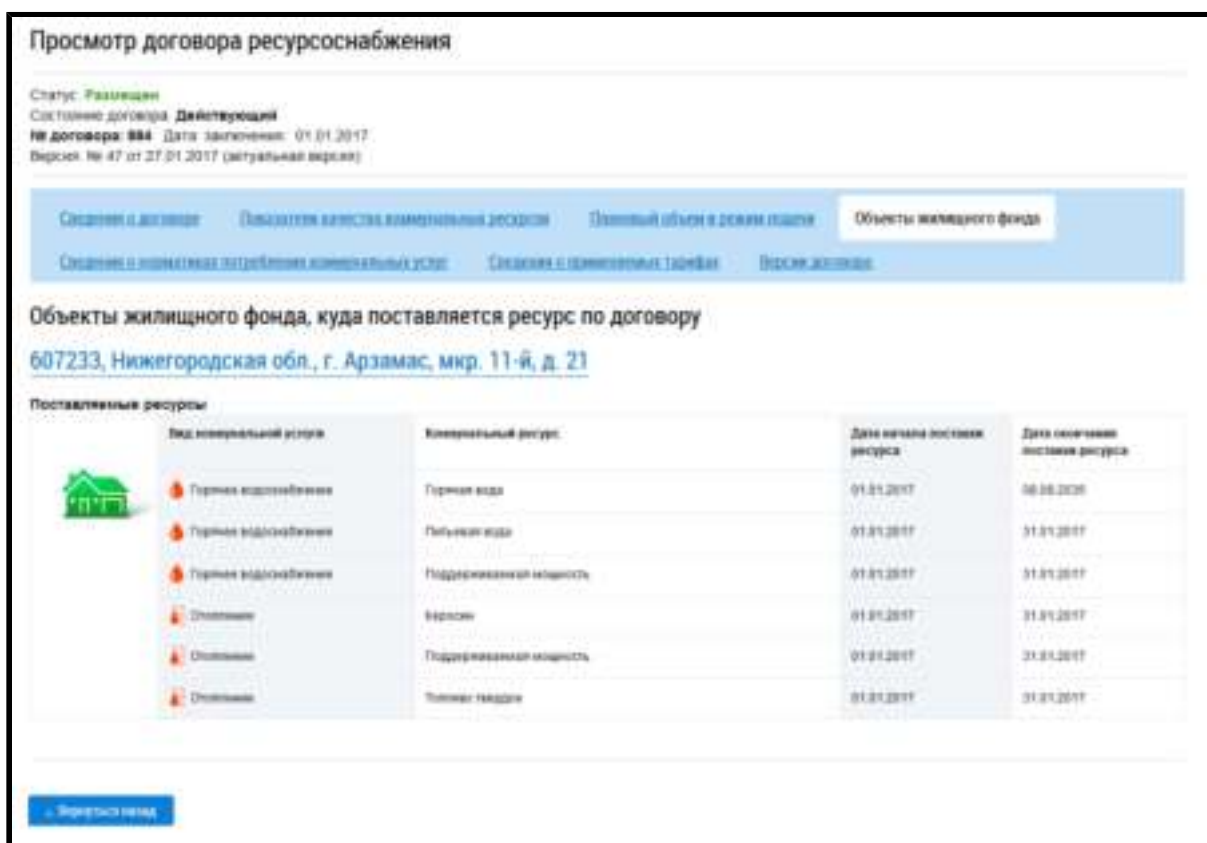 Просмотр договора ресурсоснабжения
Статус: Размещен
Состояние договора: Действующий
№ договора: 884 Дата заключения: 01.01.2017
Версия: № 47 от 27.01.2017 (актуальная версия)
Сведения о договоре Показатели качества коммунальных ресурсов Плановый объем и режим подачи Объекты жилищного фонда
Сведения о нормативах потребления коммунальных услуг Сведения о применяемых тарифах Версии договора
Объекты жилищного фонда, куда поставляется ресурс по договору
607233, Нижегородская обл., г. Арзамас, мкр. 11-й, д. 21
Поставляемые ресурсы
Вид коммунальной услуги Коммунальный ресурс Дата начала поставки ресурса Дата окончания поставки ресурса
Горячее водоснабжение Горячая вода 01.01.2017
Горячее водоснабжение Питьевая вода 01.01.2017 31.01.2017
Горячее водоснабжение Поддерживаемая мощность 01.01.2017 31.01.2017
Отопление Керосин 01.01.2017 31.01.2017
Отопление Поддерживаемая мощность 01.01.2017 31.01.2017
Отопление Топливо твердое 01.01.2017 31.01.2017
Вернуться назад